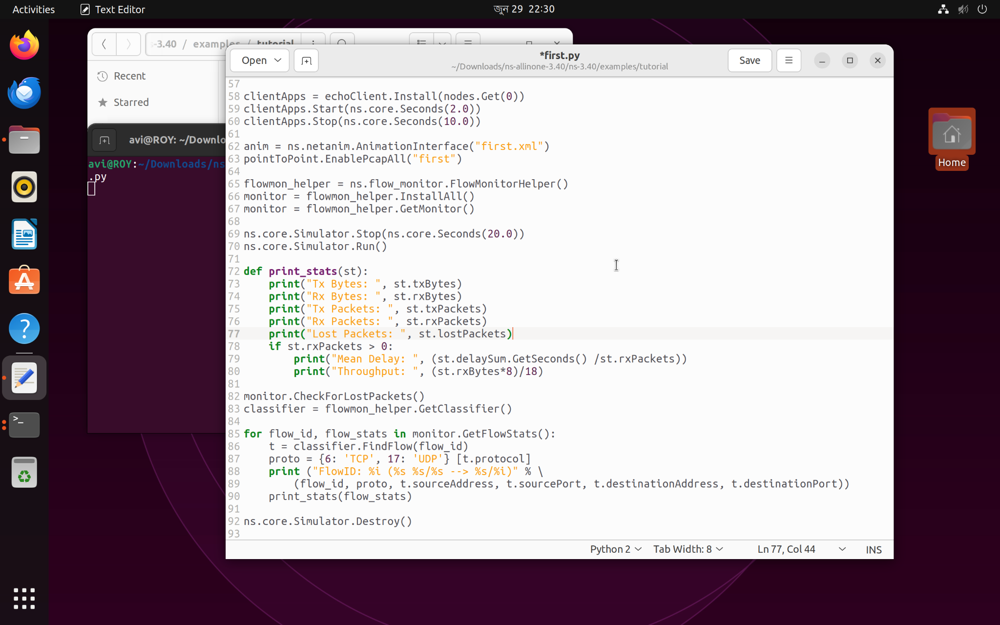 Activities
Text Editor
জুন 29 22:30
-3.40 / examples / tutorial
Recent
Starred
avi@ROY: ~/Downlo
avi@ROY:~/Downloads/ns
.py
Open
*first.py
~/Downloads/ns-allinone-3.40/ns-3.40/examples/tutorial
Save
57
58 clientApps = echoClient.Install(nodes.Get(0))
59 clientApps.Start(ns.core.Seconds(2.0))
60 clientApps.Stop(ns.core.Seconds(10.0))
61
62 anim = ns.netanim.AnimationInterface("first.xml")
63 pointToPoint.EnablePcapAll("first")
64
65 flowmon_helper = ns.flow_monitor.FlowMonitorHelper()
66 monitor = flowmon_helper.InstallAll()
67 monitor = flowmon_helper.GetMonitor()
68
69 ns.core.Simulator.Stop(ns.core.Seconds(20.0))
70 ns.core.Simulator.Run()
71
72 def print_stats(st):
73     print("Tx Bytes: ", st.txBytes)
74     print("Rx Bytes: ", st.rxBytes)
75     print("Tx Packets: ", st.txPackets)
76     print("Rx Packets: ", st.rxPackets)
77     print("Lost Packets: ", st.lostPackets)
78     if st.rxPackets > 0:
79         print("Mean Delay: ", (st.delaySum.GetSeconds() /st.rxPackets))
80         print("Throughput: ", (st.rxBytes*8)/18)
81
82 monitor.CheckForLostPackets()
83 classifier = flowmon_helper.GetClassifier()
84
85 for flow_id, flow_stats in monitor.GetFlowStats():
86     t = classifier.FindFlow(flow_id)
87     proto = {6: 'TCP', 17: 'UDP'} [t.protocol]
88     print ("FlowID: %i (%s %s/%s --> %s/%i)" % \
89         (flow_id, proto, t.sourceAddress, t.sourcePort, t.destinationAddress, t.destinationPort))
90     print_stats(flow_stats)
91
92 ns.core.Simulator.Destroy()
93
Python 2
Tab Width: 8
Ln 77, Col 44
INS
Home